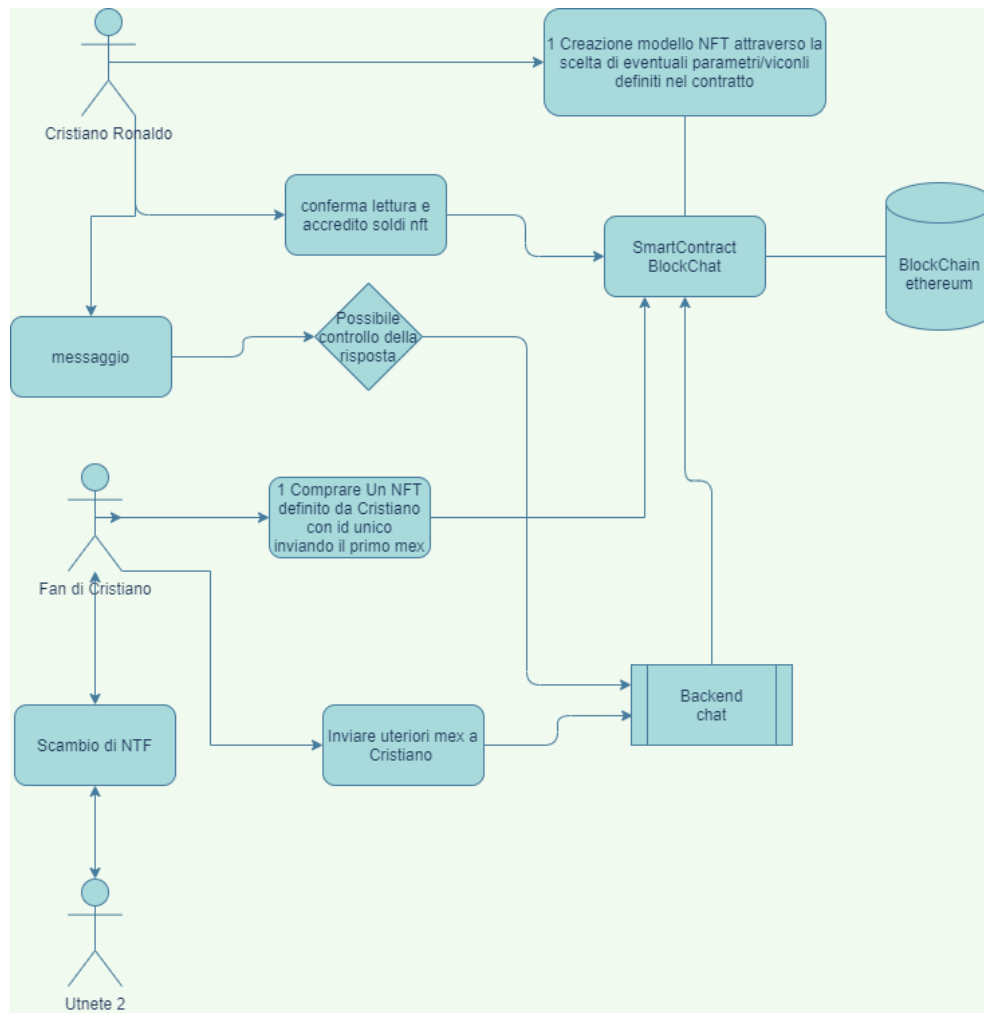 1 Creazione modello NFT attraverso la
scelta di eventuali parametri/viconli
definiti nel contratto
Cristiano Ronaldo
conferma lettura e
accredito soldi nft
SmartContract
BlockChat
BlockChain
ethereum
messaggio
Possibile
controllo della
risposta
1 Comprare Un NFT
definito da Cristiano
con id unico
inviando il primo mex
Fan di Cristiano
Scambio di NTF
Inviare uteriori mex a
Cristiano
Backend
chat
Utnete 2